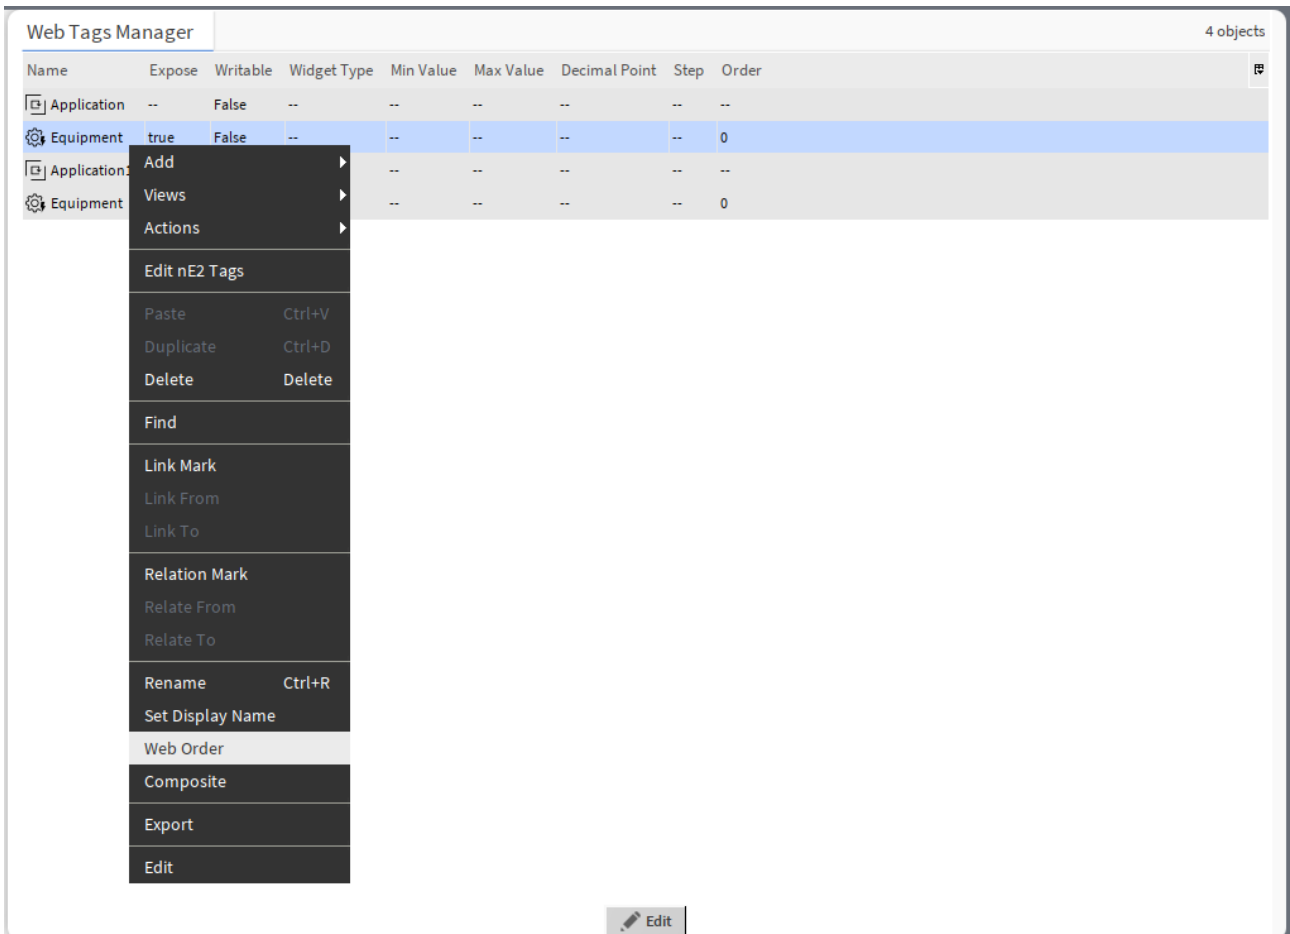 Web Tags Manager 4 objects
Name Expose Writable Widget Type Min Value Max Value Decimal Point Step Order
Application -- False -- -- -- -- -- --
Equipment true False -- -- -- -- -- 0
Application1 -- -- -- -- --
Equipment -- -- -- -- 0
Add
Views
Actions
Edit nE2 Tags
Paste Ctrl+V
Duplicate Ctrl+D
Delete Delete
Find
Link Mark
Link From
Link To
Relation Mark
Relate From
Relate To
Rename Ctrl+R
Set Display Name
Web Order
Composite
Export
Edit
Edit